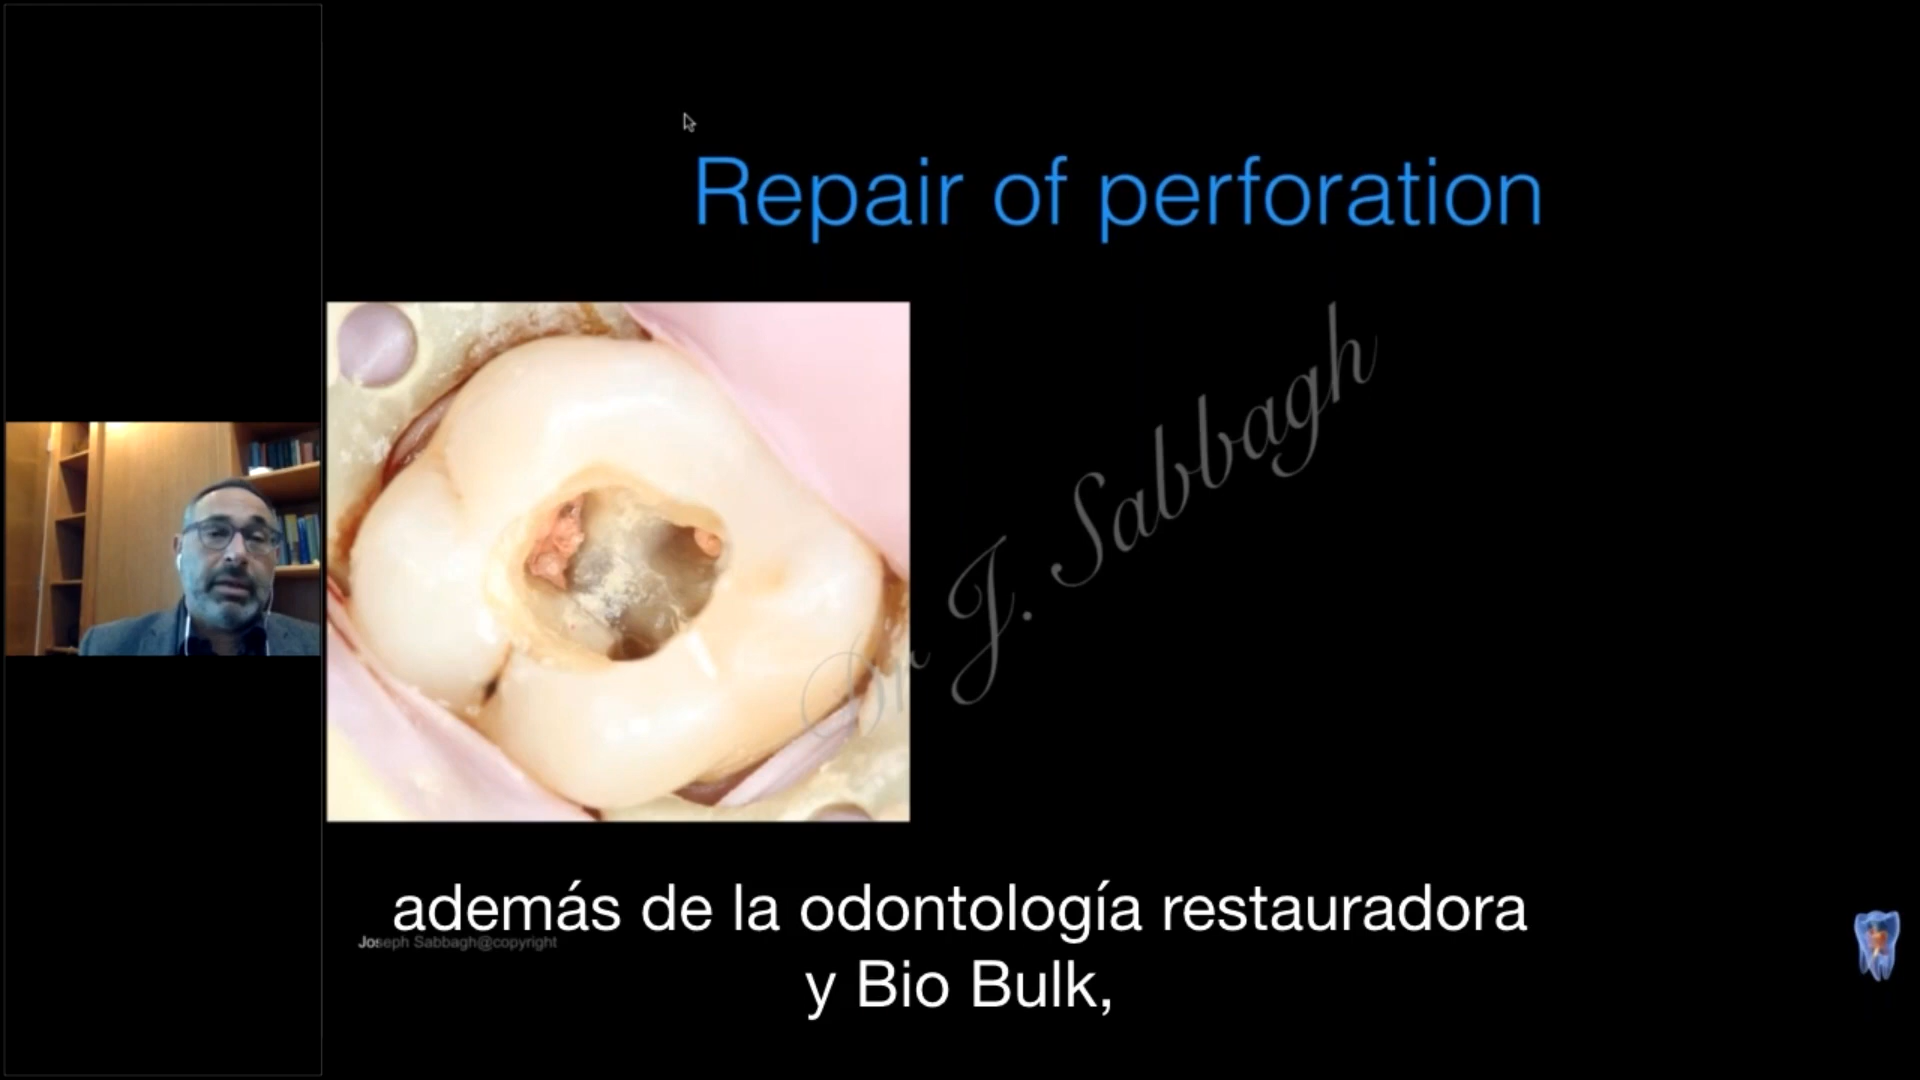 Repair of perforation
Dr J. Sabbagh
además de la odontología restauradora
Joseph Sabbagh@copyright
y Bio Bulk,